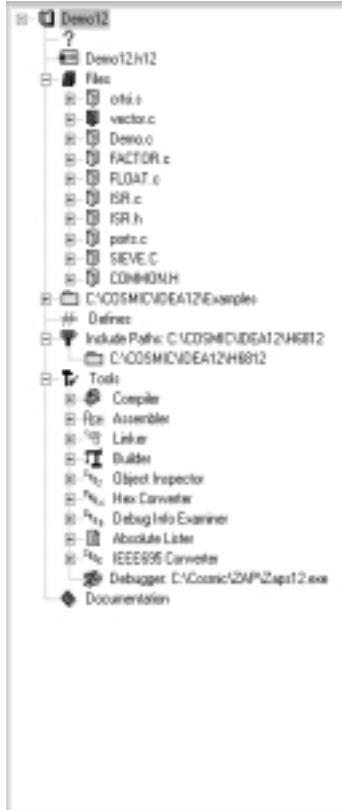 Demo12
?
Demo12.h12
Files
crtsi.s
vector.c
Demo.c
FACTOR.c
FLOAT.c
ISR.c
ISR.h
ports.c
SIEVE.C
COMMON.H
C:\COSMIC\IDEA12\Examples
Defines
Include Paths: C:\COSMIC\IDEA12\H6812
C:\COSMIC\IDEA12\H6812
Tools
Compiler
Assembler
Linker
Builder
Object Inspector
Hex Converter
Debug Info Examiner
Absolute Lister
IEEE695 Converter
Debugger: C:\Cosmic\ZAP\Zaps12.exe
Documentation